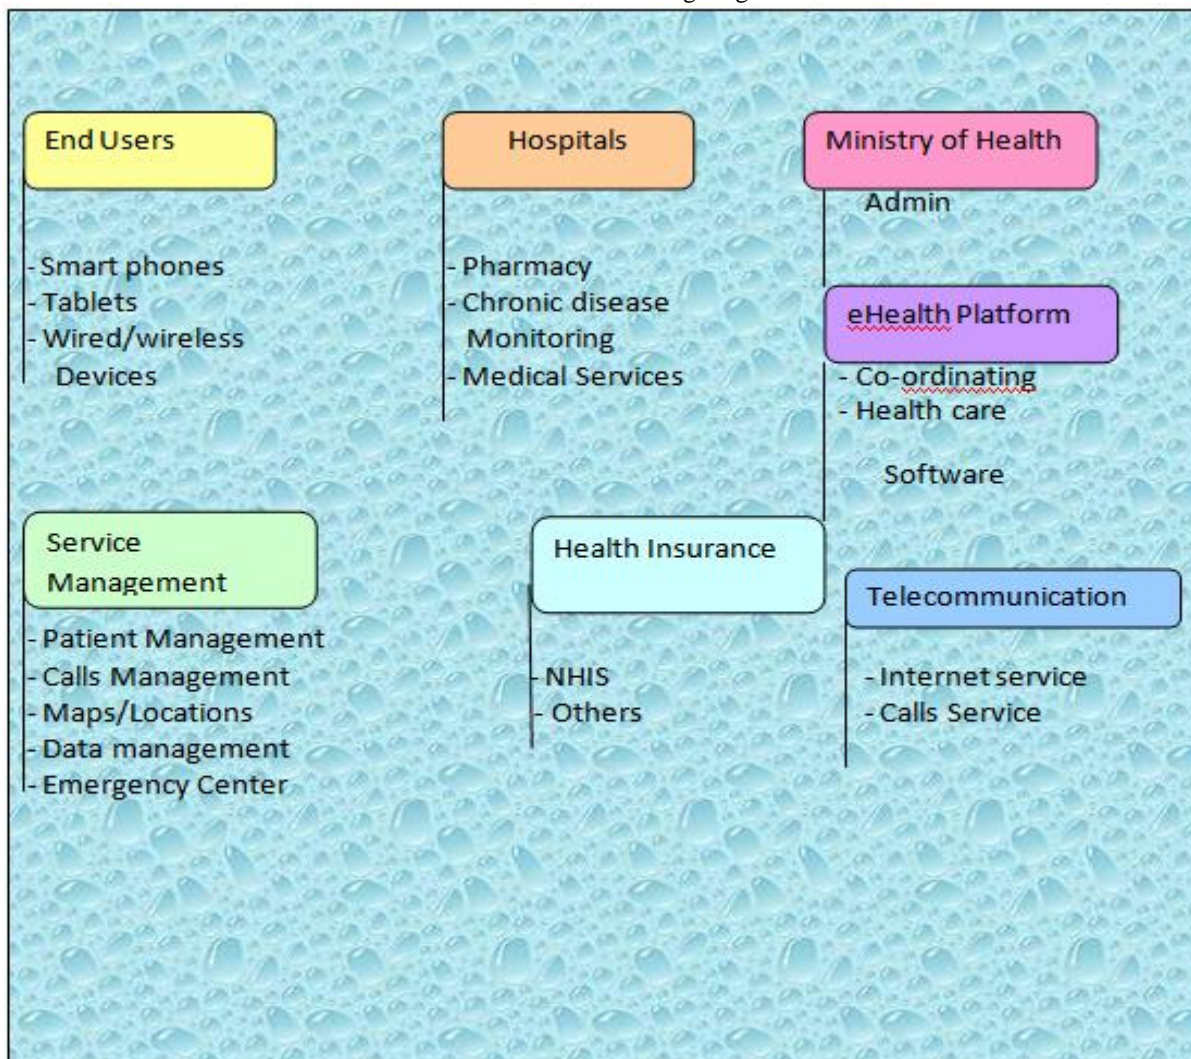 End Users
- Smart phones
- Tablets
- Wired/wireless
Devices
Hospitals
- Pharmacy
- Chronic disease
Monitoring
- Medical Services
Ministry of Health
Admin
eHealth Platform
- Co-ordinating
- Health care
Software
Service
Management
- Patient Management
- Calls Management
- Maps/Locations
- Data management
- Emergency Center
Health Insurance
- NHIS
- Others
Telecommunication
- Internet service
- Calls Service